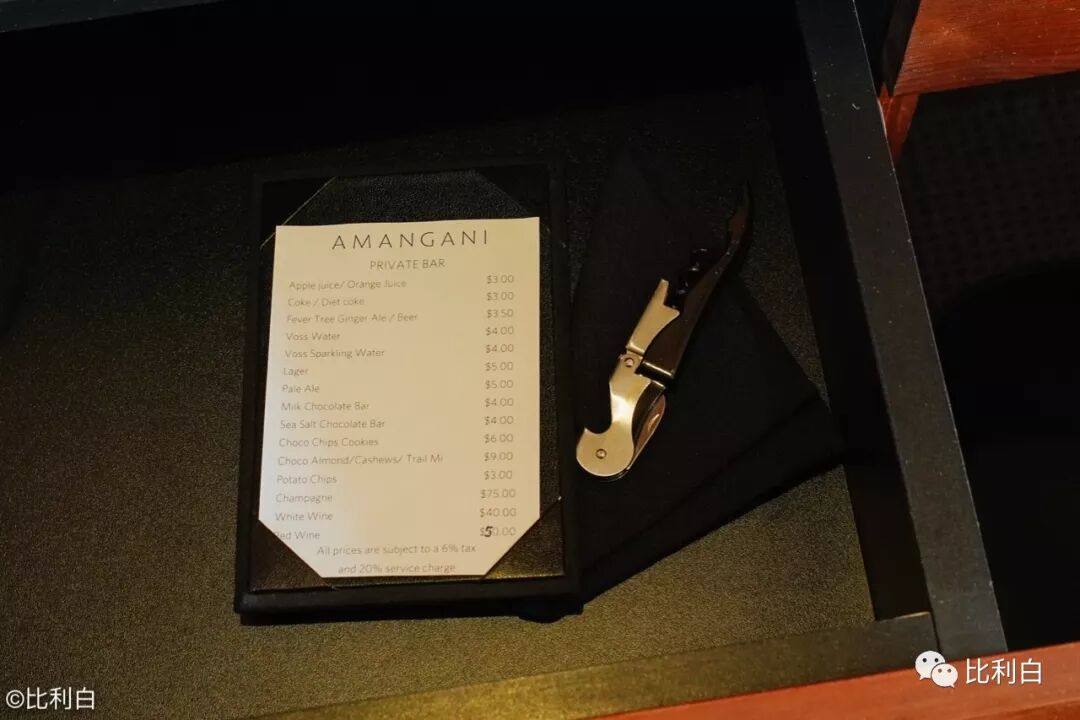 AMANGANI
PRIVATE BAR
Apple juice/ Orange Juice $3.00
Coke / Diet coke $3.00
Fever Tree Ginger Ale / Beer $3.50
Voss Water $4.00
Voss Sparkling Water $4.00
Lager $5.00
Pale Ale $5.00
Milk Chocolate Bar $4.00
Sea Salt Chocolate Bar $4.00
Choco Chips Cookies $6.00
Choco Almond/Cashews/ Trail Mi $9.00
Potato Chips $3.00
Champagne $75.00
White Wine $40.00
Red Wine $50.00
All prices are subject to a 6% tax
and 20% service charge
©比利白
比利白